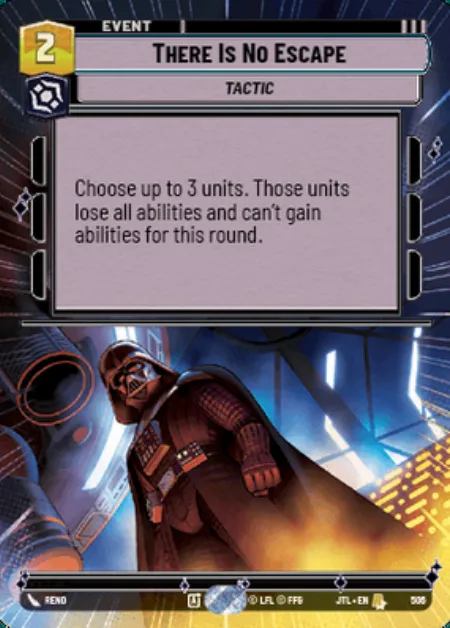 EVENT
2
THERE IS NO ESCAPE
TACTIC
Choose up to 3 units. Those units
lose all abilities and can't gain
abilities for this round.
RENO
© LFL © FFG
JTL • EN